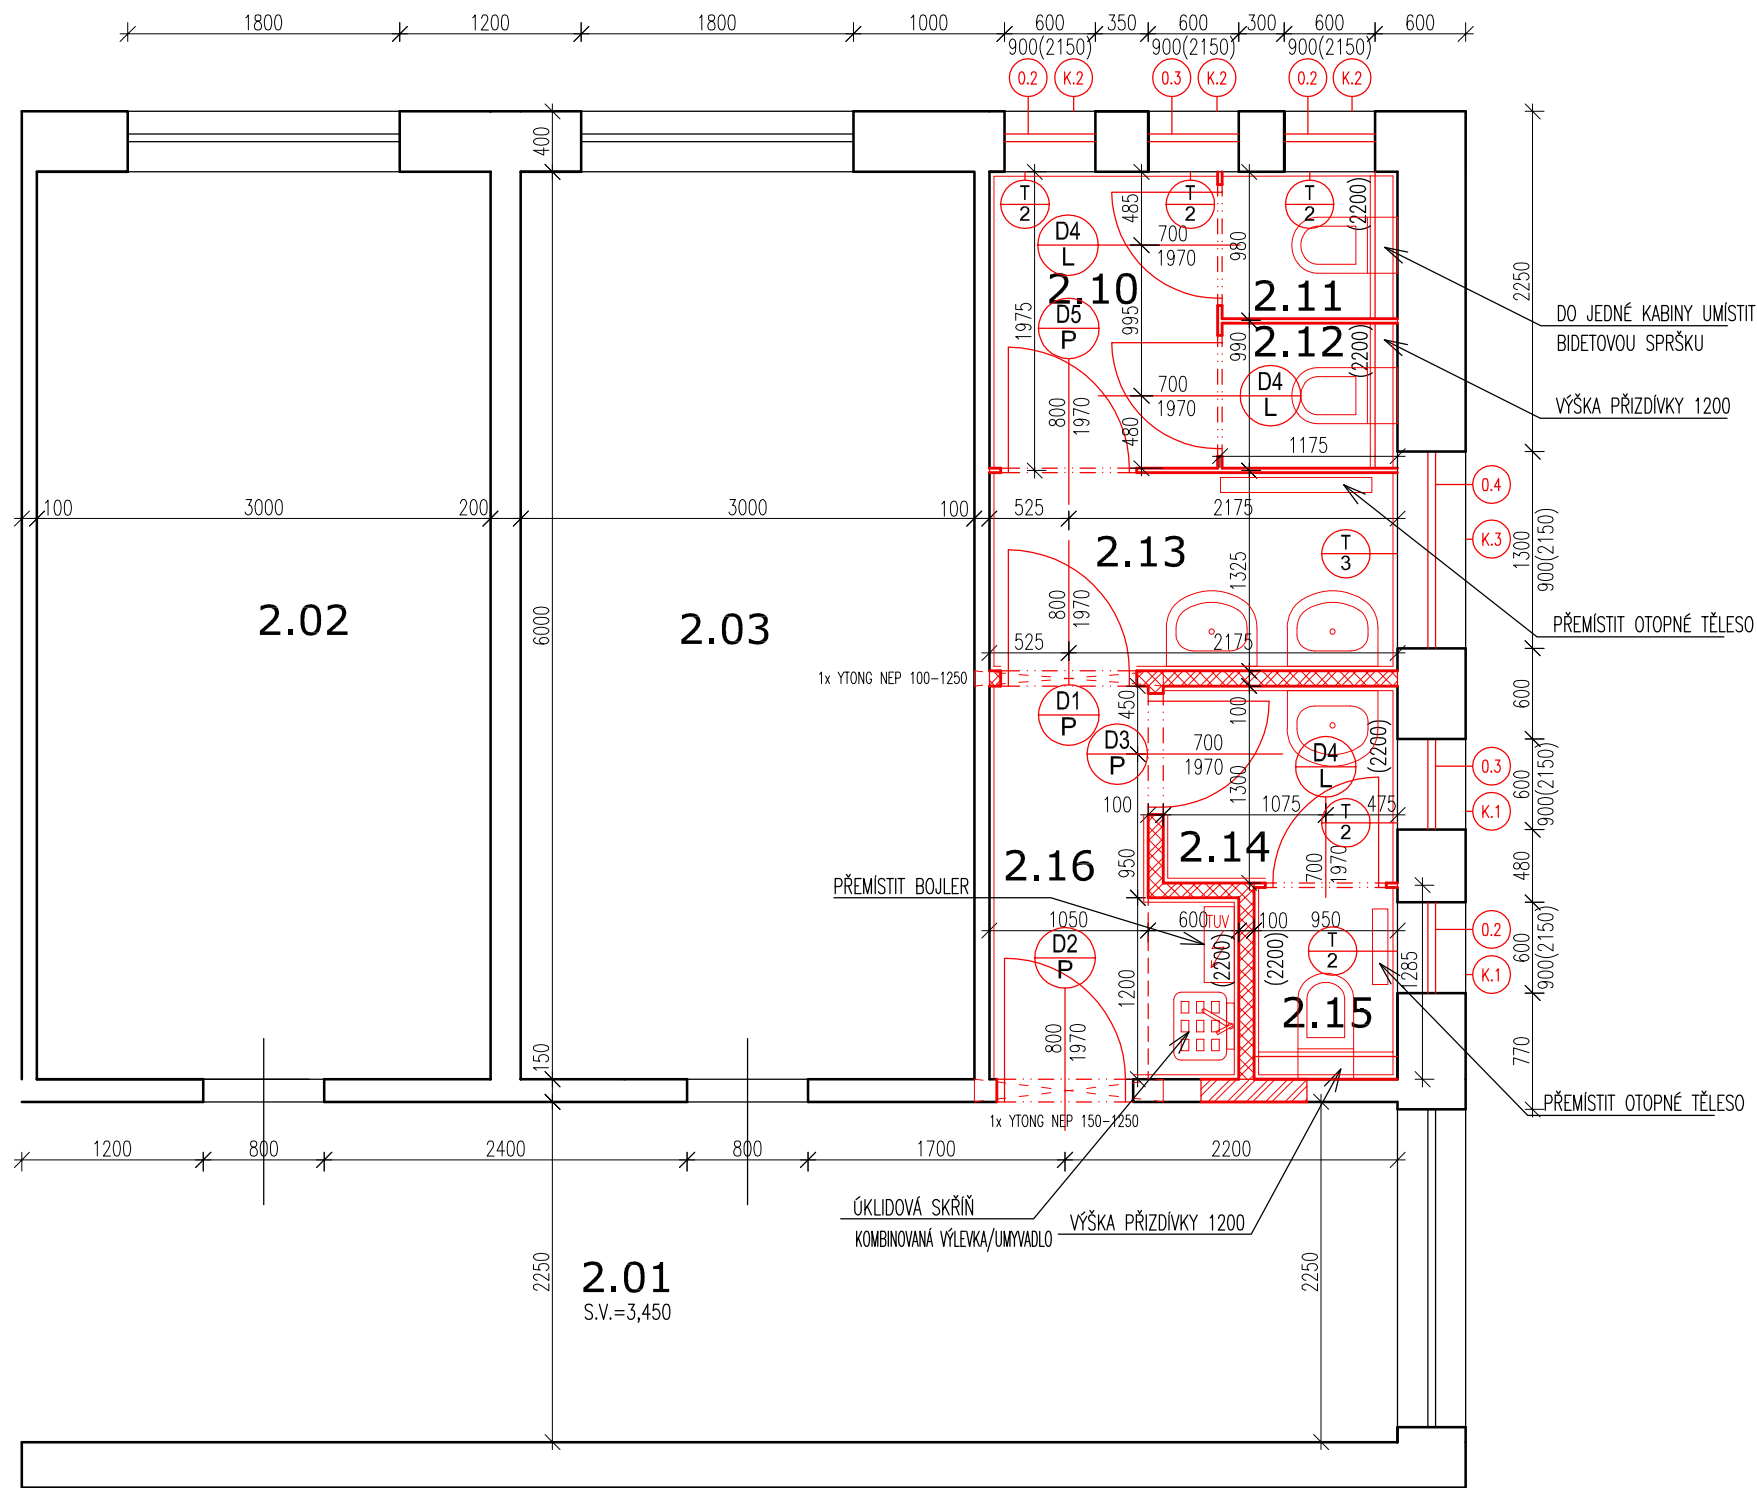 1800 1200 1800 1000 600 350 600 300 600 600
900(2150) 900(2150) 900(2150)
0.2 K.2 0.3 K.2 0.2 K.2
400
T 2 T 2 T 2 (2200)
485
D4 L
700
1970
980
2250
2.10 2.11
DO JEDNÉ KABINY UMÍSTIT
BIDETOVOU SPRŠKU
1975
995
D5 P
990
2.12 (2200)
700
1970
D4 L
VÝŠKA PŘIZDÍVKY 1200
800
1970
480
1175
0.4
100 3000 200 3000 100 525 2175
K.3
1300
900(2150)
2.13
T 3
1325
2.02 2.03
6000
800
1970
PŘEMÍSTIT OTOPNÉ TĚLESO
525 2175
1x YTONG NEP 100-1250
600
D1 P
450
100
D3 P
700
1970
D4 L
(2200)
0.3
600
900(2150)
1300
100 1075 475
K.1
T 2
2.14
2.16
950
700
1970
480
PŘEMÍSTIT BOJLER
1050 600 100 950
TUV
0.2
D2 P
(2200)
(2200)
T 2
1285
600
900(2150)
K.1
1200
2.15
800
1970
150
770
PŘEMÍSTIT OTOPNÉ TĚLESO
1x YTONG NEP 150-1250
1200 800 2400 800 1700 2200
ÚKLIDOVÁ SKŘÍŇ
KOMBINOVANÁ VÝLEVKA/UMYVADLO
VÝŠKA PŘIZDÍVKY 1200
2250
2.01
S.V.=3,450
2250